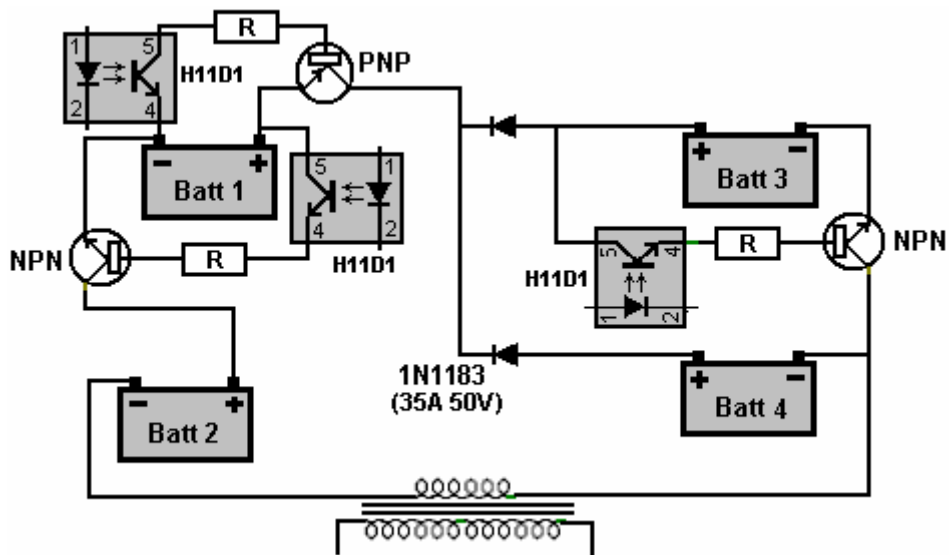 1
2
5
4
H11D1
R
PNP
- +
Batt 1
5
4
1
2
H11D1
NPN
R
- +
Batt 2
+ -
Batt 3
5
4
1
2
H11D1
R
NPN
1N1183
(35A 50V)
+ -
Batt 4